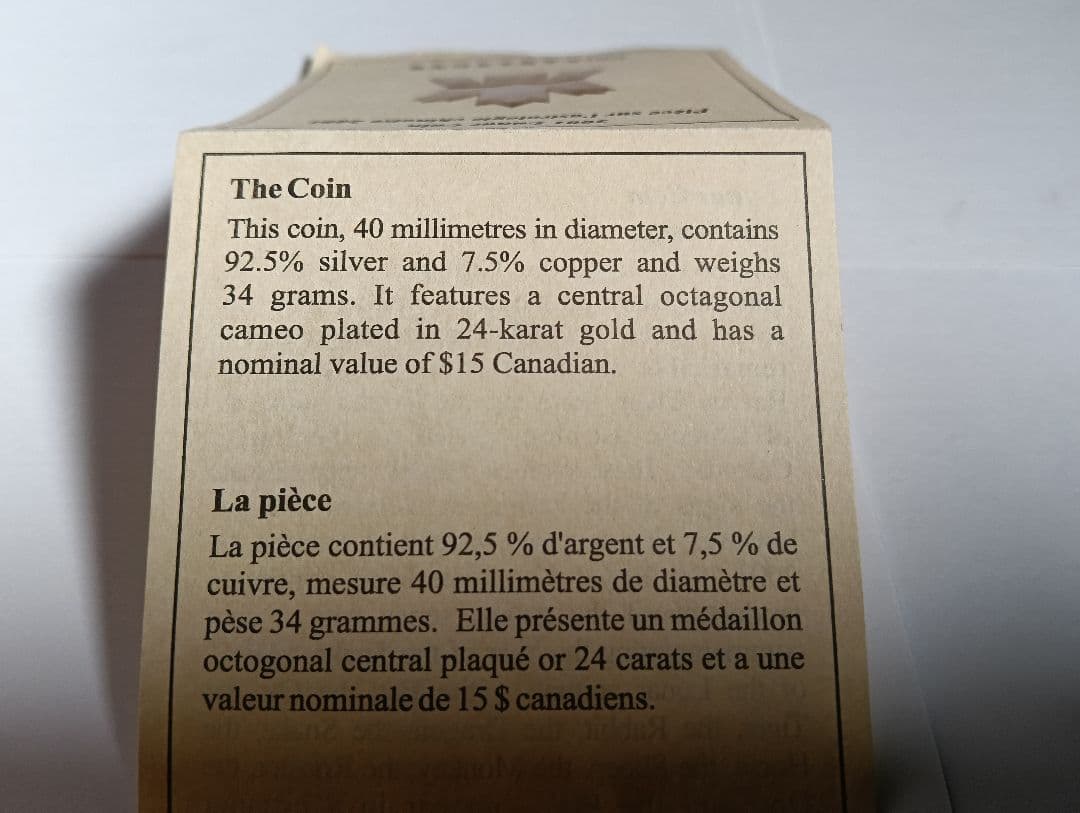 The Coin
This coin, 40 millimetres in diameter, contains
92.5% silver and 7.5% copper and weighs
34 grams. It features a central octagonal
cameo plated in 24-karat gold and has a
nominal value of $15 Canadian.
La pièce
La pièce contient 92,5 % d'argent et 7,5 % de
cuivre, mesure 40 millimètres de diamètre et
pèse 34 grammes. Elle présente un médaillon
octogonal central plaqué or 24 carats et a une
valeur nominale de 15 $ canadiens.